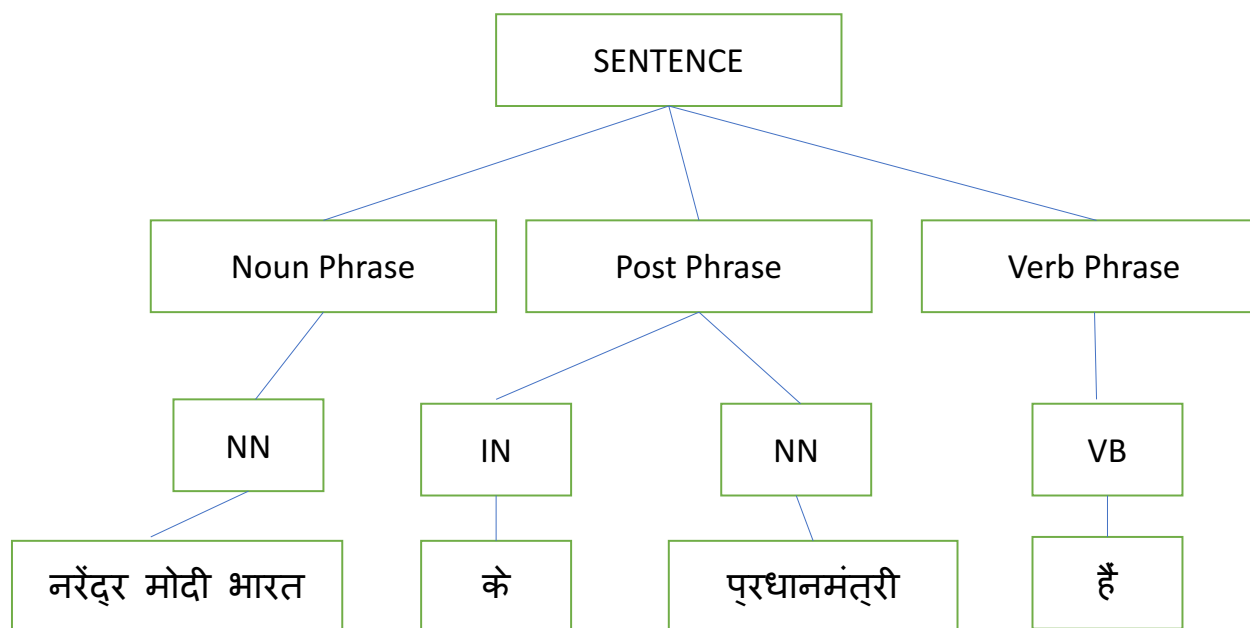 SENTENCE
Noun Phrase Post Phrase Verb Phrase
NN IN NN VB
नरेंद्र मोदी भारत के प्रधानमंत्री हैं